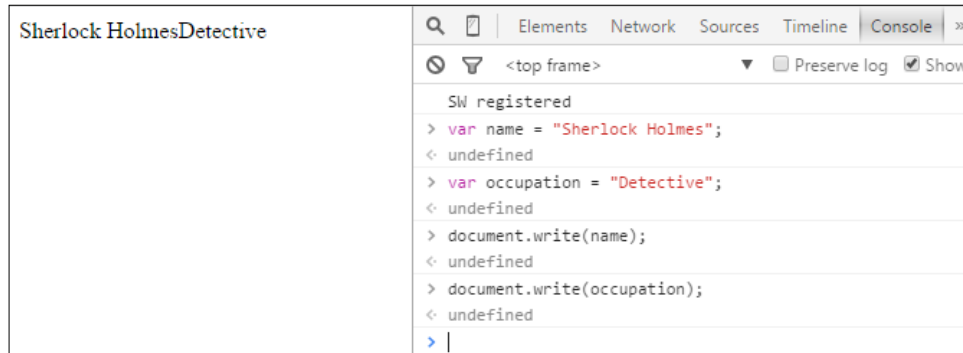 Sherlock HolmesDetective
Elements Network Sources Timeline Console »
<top frame> ▼ Preserve log Show
SW registered
> var name = "Sherlock Holmes";
<· undefined
> var occupation = "Detective";
<· undefined
> document.write(name);
<· undefined
> document.write(occupation);
<· undefined
>